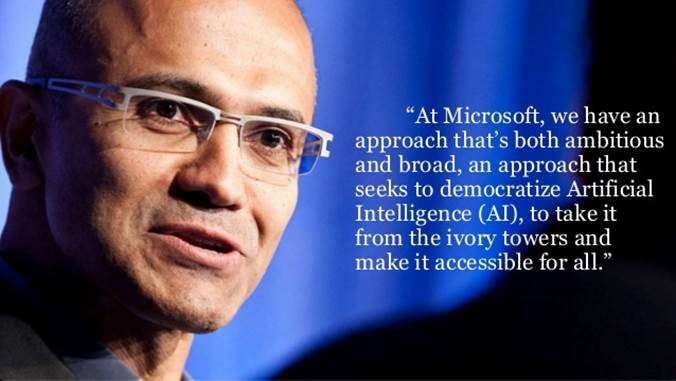 “At Microsoft, we have an
approach that’s both ambitious
and broad, an approach that
seeks to democratize Artificial
Intelligence (AI), to take it
from the ivory towers and
make it accessible for all.”